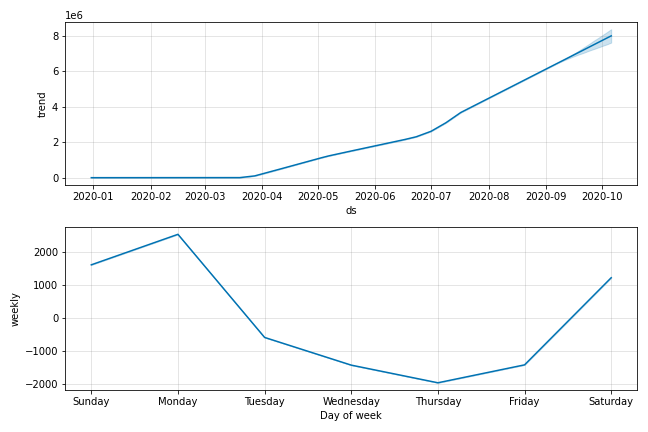 1e6
8
6
4
2
0
trend
2020-01 2020-02 2020-03 2020-04 2020-05 2020-06 2020-07 2020-08 2020-09 2020-10
ds
2000
1000
0
−1000
−2000
weekly
Sunday Monday Tuesday Wednesday Thursday Friday Saturday
Day of week